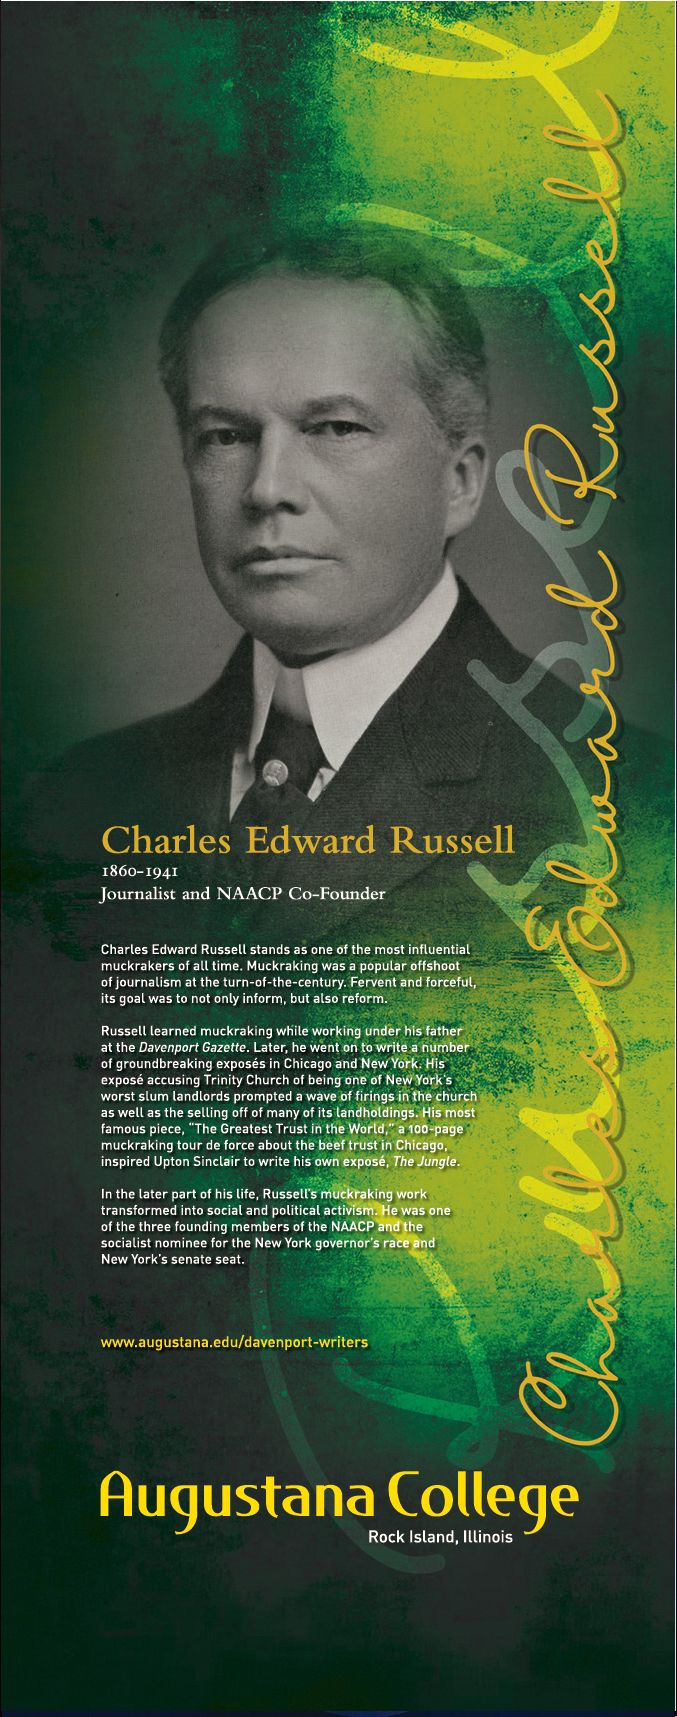 Charles Edward Russell
Charles Edward Russell
1860-1941
Journalist and NAACP Co-Founder
Charles Edward Russell stands as one of the most influential
muckrakers of all time. Muckraking was a popular offshoot
of journalism at the turn-of-the-century. Fervent and forceful,
its goal was to not only inform, but also reform.
Russell learned muckraking while working under his father
at the Davenport Gazette. Later, he went on to write a number
of groundbreaking exposés in Chicago and New York. His
exposé accusing Trinity Church of being one of New York's
worst slum landlords prompted a wave of firings in the church
as well as the selling off of many of its landholdings. His most
famous piece, “The Greatest Trust in the World,” a 100-page
muckraking tour de force about the beef trust in Chicago,
inspired Upton Sinclair to write his own exposé, The Jungle.
In the later part of his life, Russell's muckraking work
transformed into social and political activism. He was one
of the three founding members of the NAACP and the
socialist nominee for the New York governor's race and
New York's senate seat.
www.augustana.edu/davenport-writers
Augustana College
Rock Island, Illinois